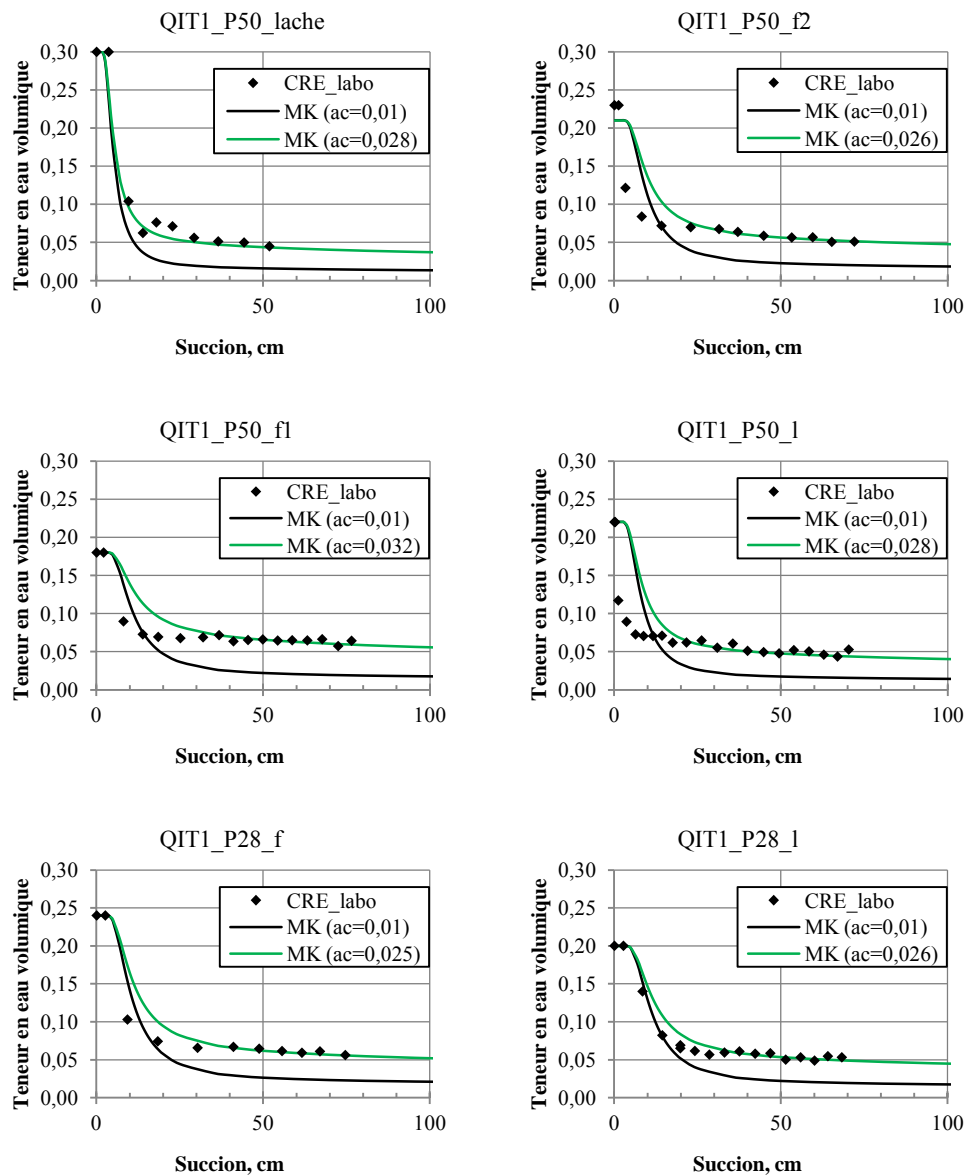 QIT1_P50_lache
Teneur en eau volumique
0,30
0,25
0,20
0,15
0,10
0,05
0,00
CRE_labo
MK (ac=0,01)
MK (ac=0,028)
0
50
100
Succion, cm
QIT1_P50_f2
Teneur en eau volumique
0,30
0,25
0,20
0,15
0,10
0,05
0,00
CRE_labo
MK (ac=0,01)
MK (ac=0,026)
0
50
100
Succion, cm
QIT1_P50_f1
Teneur en eau volumique
0,30
0,25
0,20
0,15
0,10
0,05
0,00
CRE_labo
MK (ac=0,01)
MK (ac=0,032)
0
50
100
Succion, cm
QIT1_P50_l
Teneur en eau volumique
0,30
0,25
0,20
0,15
0,10
0,05
0,00
CRE_labo
MK (ac=0,01)
MK (ac=0,028)
0
50
100
Succion, cm
QIT1_P28_f
Teneur en eau volumique
0,30
0,25
0,20
0,15
0,10
0,05
0,00
CRE_labo
MK (ac=0,01)
MK (ac=0,025)
0
50
100
Succion, cm
QIT1_P28_l
Teneur en eau volumique
0,30
0,25
0,20
0,15
0,10
0,05
0,00
CRE_labo
MK (ac=0,01)
MK (ac=0,026)
0
50
100
Succion, cm